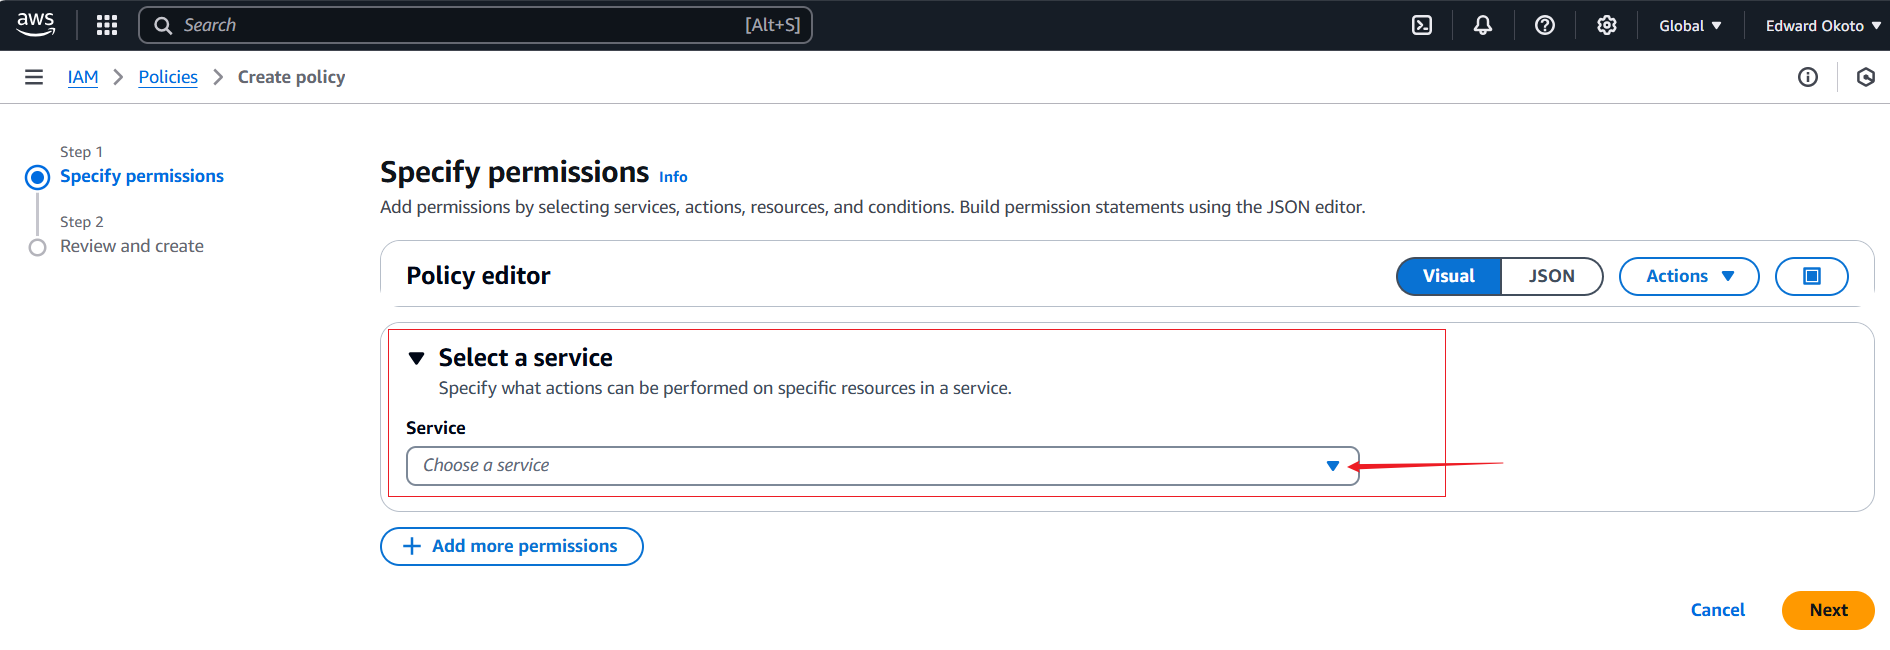 aws
Search [Alt+S]
Global
Edward Okoto
IAM
Policies
Create policy
Step 1
Specify permissions
Step 2
Review and create
Specify permissions Info
Add permissions by selecting services, actions, resources, and conditions. Build permission statements using the JSON editor.
Policy editor
Visual
JSON
Actions
Select a service
Specify what actions can be performed on specific resources in a service.
Service
Choose a service
Add more permissions
Cancel
Next